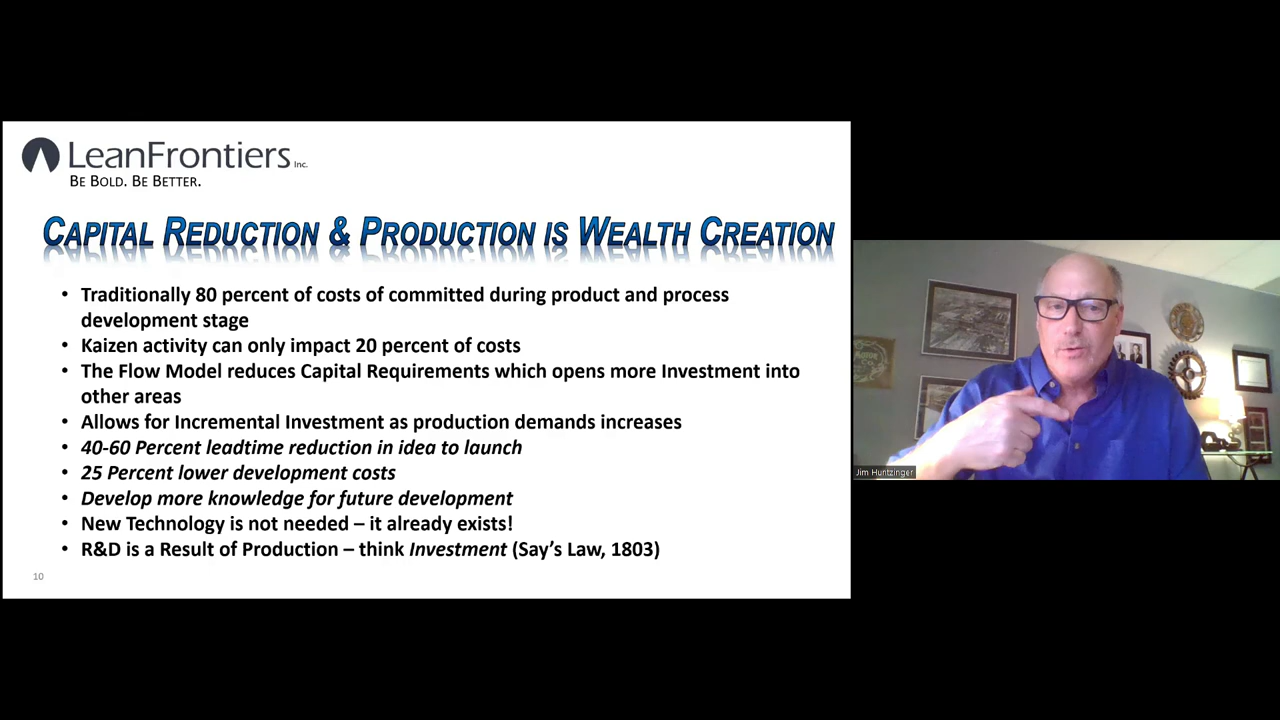 LeanFrontiers Inc.
BE BOLD. BE BETTER.
CAPITAL REDUCTION & PRODUCTION IS WEALTH CREATION
• Traditionally 80 percent of costs of committed during product and process
development stage
• Kaizen activity can only impact 20 percent of costs
• The Flow Model reduces Capital Requirements which opens more Investment into
other areas
• Allows for Incremental Investment as production demands increases
• 40-60 Percent leadtime reduction in idea to launch
• 25 Percent lower development costs
• Develop more knowledge for future development
• New Technology is not needed – it already exists!
• R&D is a Result of Production – think Investment (Say's Law, 1803)
10
Jim Huntzinger